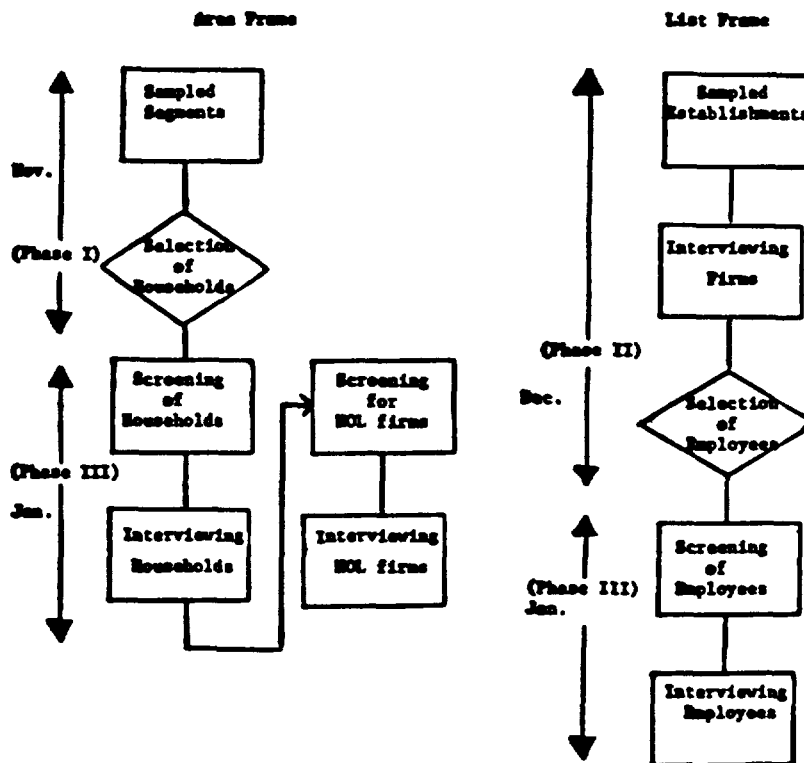 Area Frame
Sampled
Segments
Nov.
(Phase I)
Selection
of
Households
Screening
of
Households
Screening
for
NOL firms
(Phase III)
Jan.
Interviewing
Households
Interviewing
NOL firms
List Frame
Sampled
Establishments
Interviewing
Firms
(Phase II)
Dec.
Selection
of
Employees
Screening
of
Employees
(Phase III)
Jan.
Interviewing
Employees